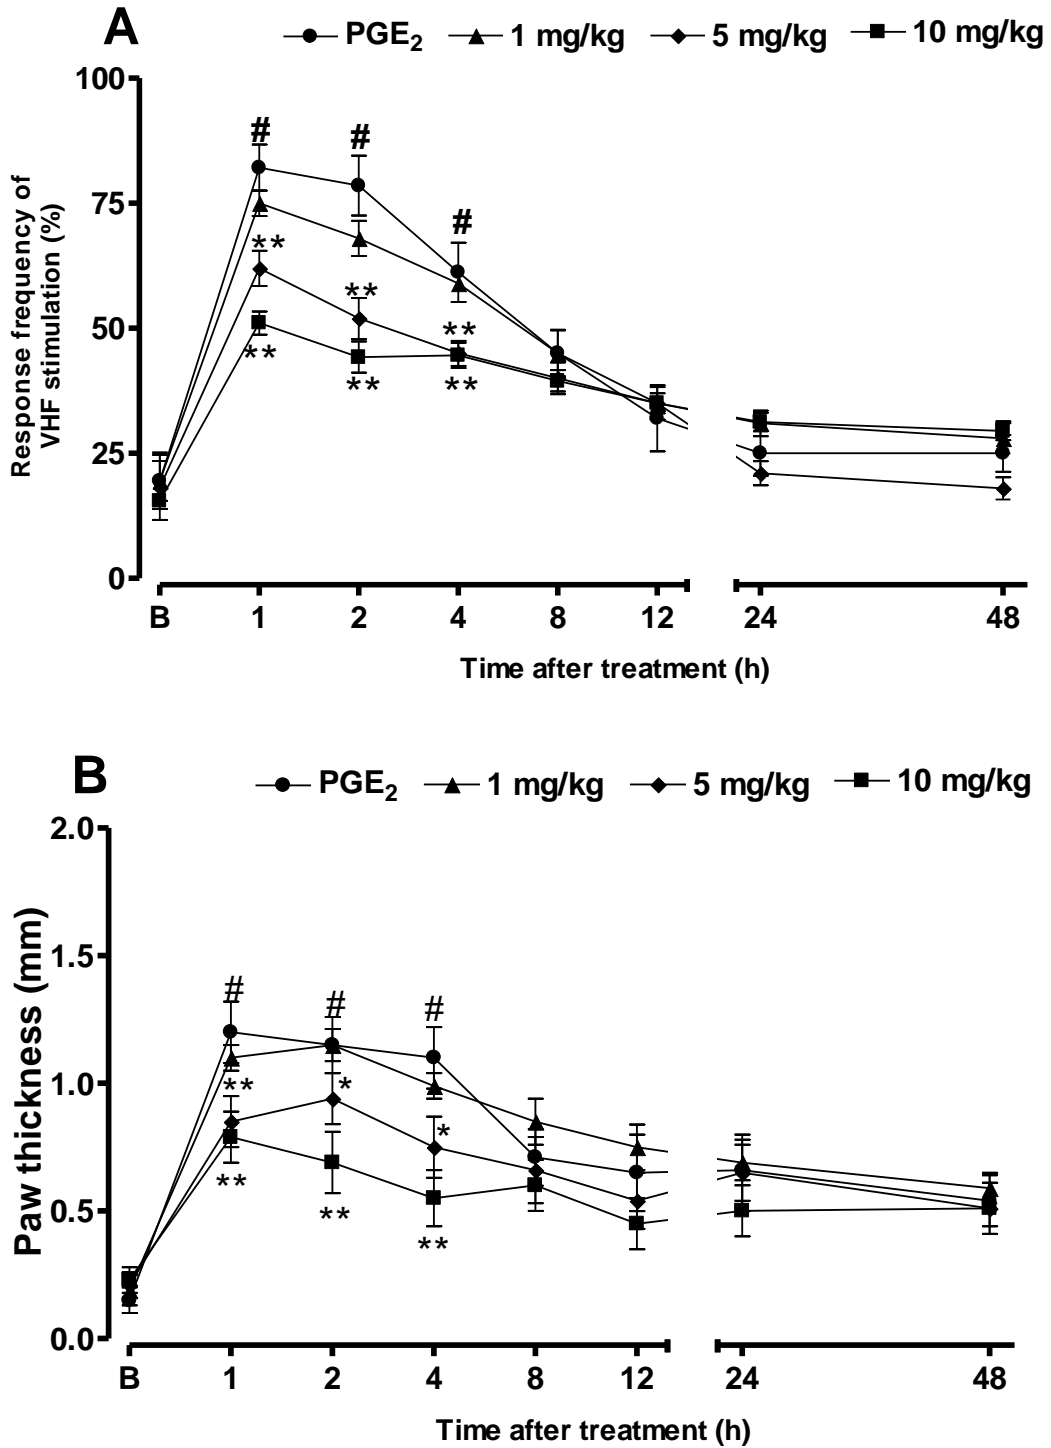 A
PGE2 1 mg/kg 5 mg/kg 10 mg/kg
Response frequency of
VHF stimulation (%)
100
75
50
25
0
#
#
#
**
**
**
**
**
**
B 1 2 4 8 12 24 48
Time after treatment (h)
B
PGE2 1 mg/kg 5 mg/kg 10 mg/kg
Paw thickness (mm)
2.0
1.5
1.0
0.5
0.0
# # #
**
*
*
**
**
**
B 1 2 4 8 12 24 48
Time after treatment (h)